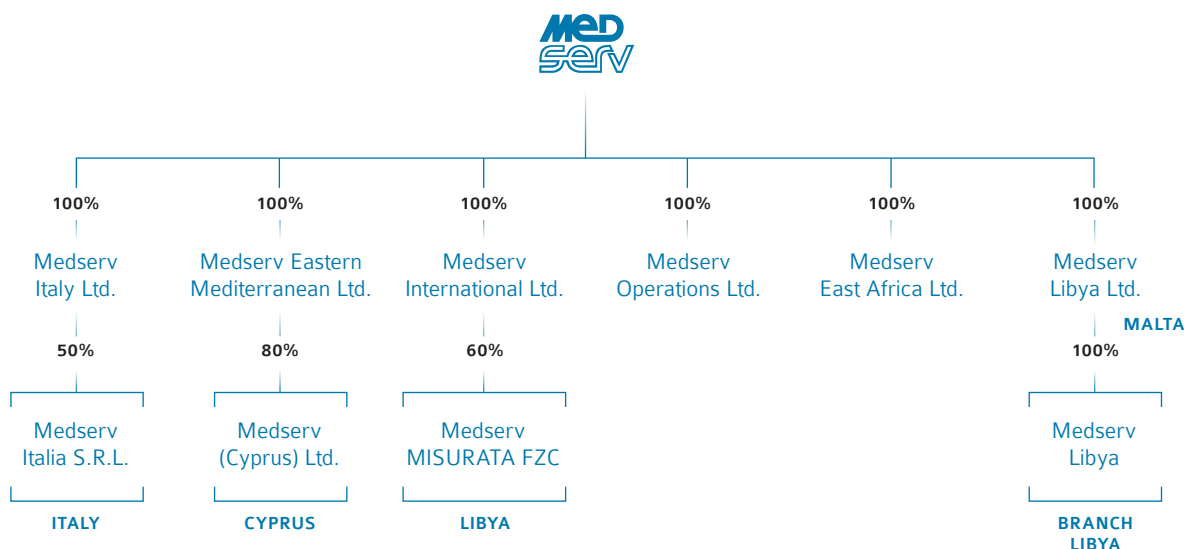 MED
serv
100% 100% 100% 100% 100% 100%
Medserv Medserv Eastern Medserv Medserv Medserv Medserv
Italy Ltd. Mediterranean Ltd. International Ltd. Operations Ltd. East Africa Ltd. Libya Ltd.
MALTA
50% 80% 60% 100%
Medserv Medserv Medserv Medserv
Italia S.R.L. (Cyprus) Ltd. MISURATA FZC Libya
ITALY CYPRUS LIBYA BRANCH
LIBYA